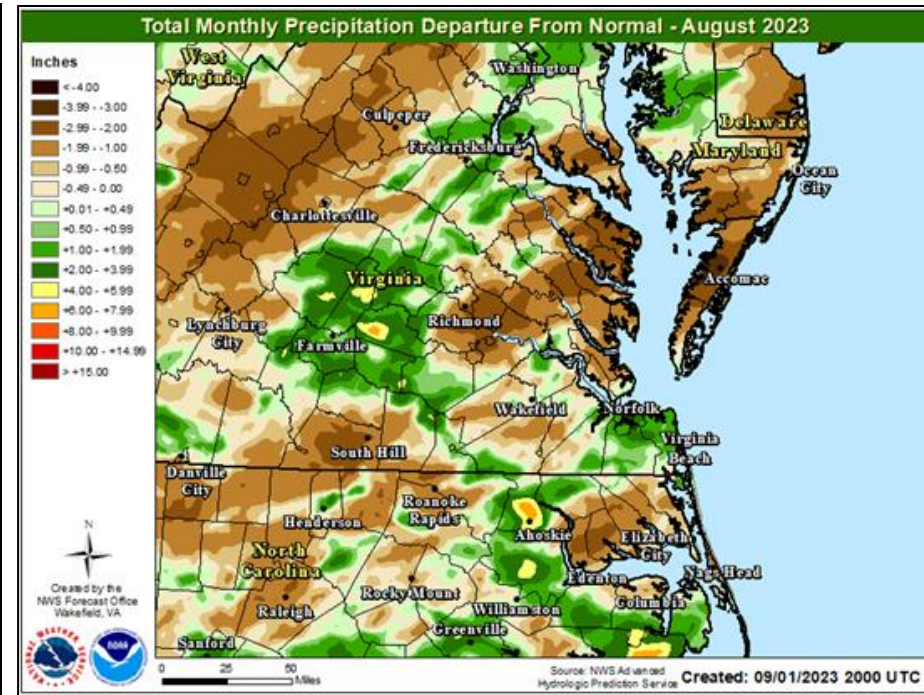 Total Monthly Precipitation Departure From Normal - August 2023
Inches
< -4.00
-3.99 - -3.00
-2.99 - -2.00
-1.99 - -1.00
-0.99 - -0.50
-0.49 - 0.00
+0.01 - +0.49
+0.50 - +0.99
+1.00 - +1.99
+2.00 - +3.99
+4.00 - +5.99
+6.00 - +7.99
+8.00 - +9.99
+10.00 - +14.99
> +15.00
West
Virginia
Washington
Culpeper
Fredericksburg
Delaware
Maryland
Ocean
City
Charlottesville
Virginia
Accomac
Lynchburg
City
Richmond
Farmville
Wakefield
Norfolk
Virginia
Beach
South Hill
Danville
City
Roanoke
Rapids
Henderson
Ahoskie
Elizabeth
City
North
Carolina
Edenton
Nags Head
Rocky Mount
Columbia
Raleigh
Williamston
Greenville
Sanford
N
Created by the
NWS Forecast Office
Wakefield, VA
NATIONAL WEATHER SERVICE
NOAA
0 25 50
Miles
Source: NWS Advanced
Hydrologic Prediction Service
Created: 09/01/2023 2000 UTC